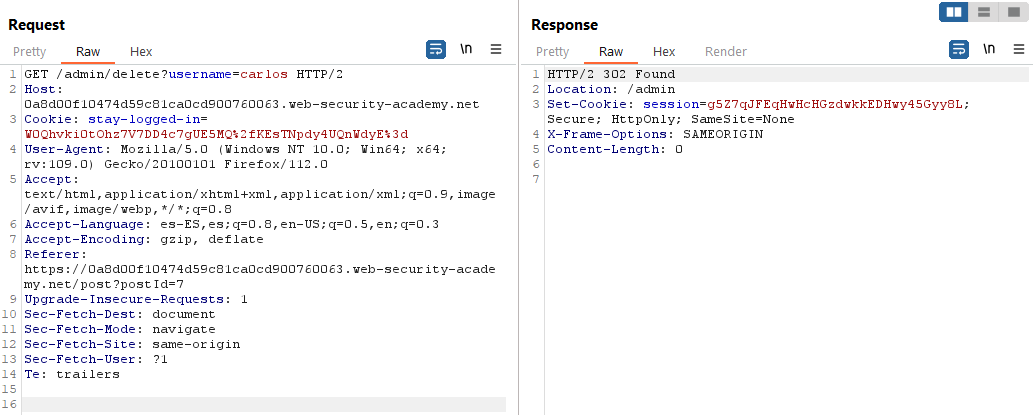 Request
Pretty Raw Hex
\n
1 GET /admin/delete?username=carlos HTTP/2
2 Host:
0a8d00f10474d59c81ca0cd900760063.web-security-academy.net
3 Cookie: stay-logged-in=
W0QhvkiOtOhz7V7DD4c7gUE5MQ%2fKEsTNpdy4UQnWdyE%3d
4 User-Agent: Mozilla/5.0 (Windows NT 10.0; Win64; x64;
rv:109.0) Gecko/20100101 Firefox/112.0
5 Accept:
text/html,application/xhtml+xml,application/xml;q=0.9,image
/avif,image/webp,*/*;q=0.8
6 Accept-Language: es-ES,es;q=0.8,en-US;q=0.5,en;q=0.3
7 Accept-Encoding: gzip, deflate
8 Referer:
https://0a8d00f10474d59c81ca0cd900760063.web-security-acade
my.net/post?postId=7
9 Upgrade-Insecure-Requests: 1
10 Sec-Fetch-Dest: document
11 Sec-Fetch-Mode: navigate
12 Sec-Fetch-Site: same-origin
13 Sec-Fetch-User: ?1
14 Te: trailers
15
16
Response
Pretty Raw Hex Render
\n
1 HTTP/2 302 Found
2 Location: /admin
3 Set-Cookie: session=g5Z7qJFEqHwHcHGzdwkkEDHwy45Gyy8L;
Secure; HttpOnly; SameSite=None
4 X-Frame-Options: SAMEORIGIN
5 Content-Length: 0
6
7